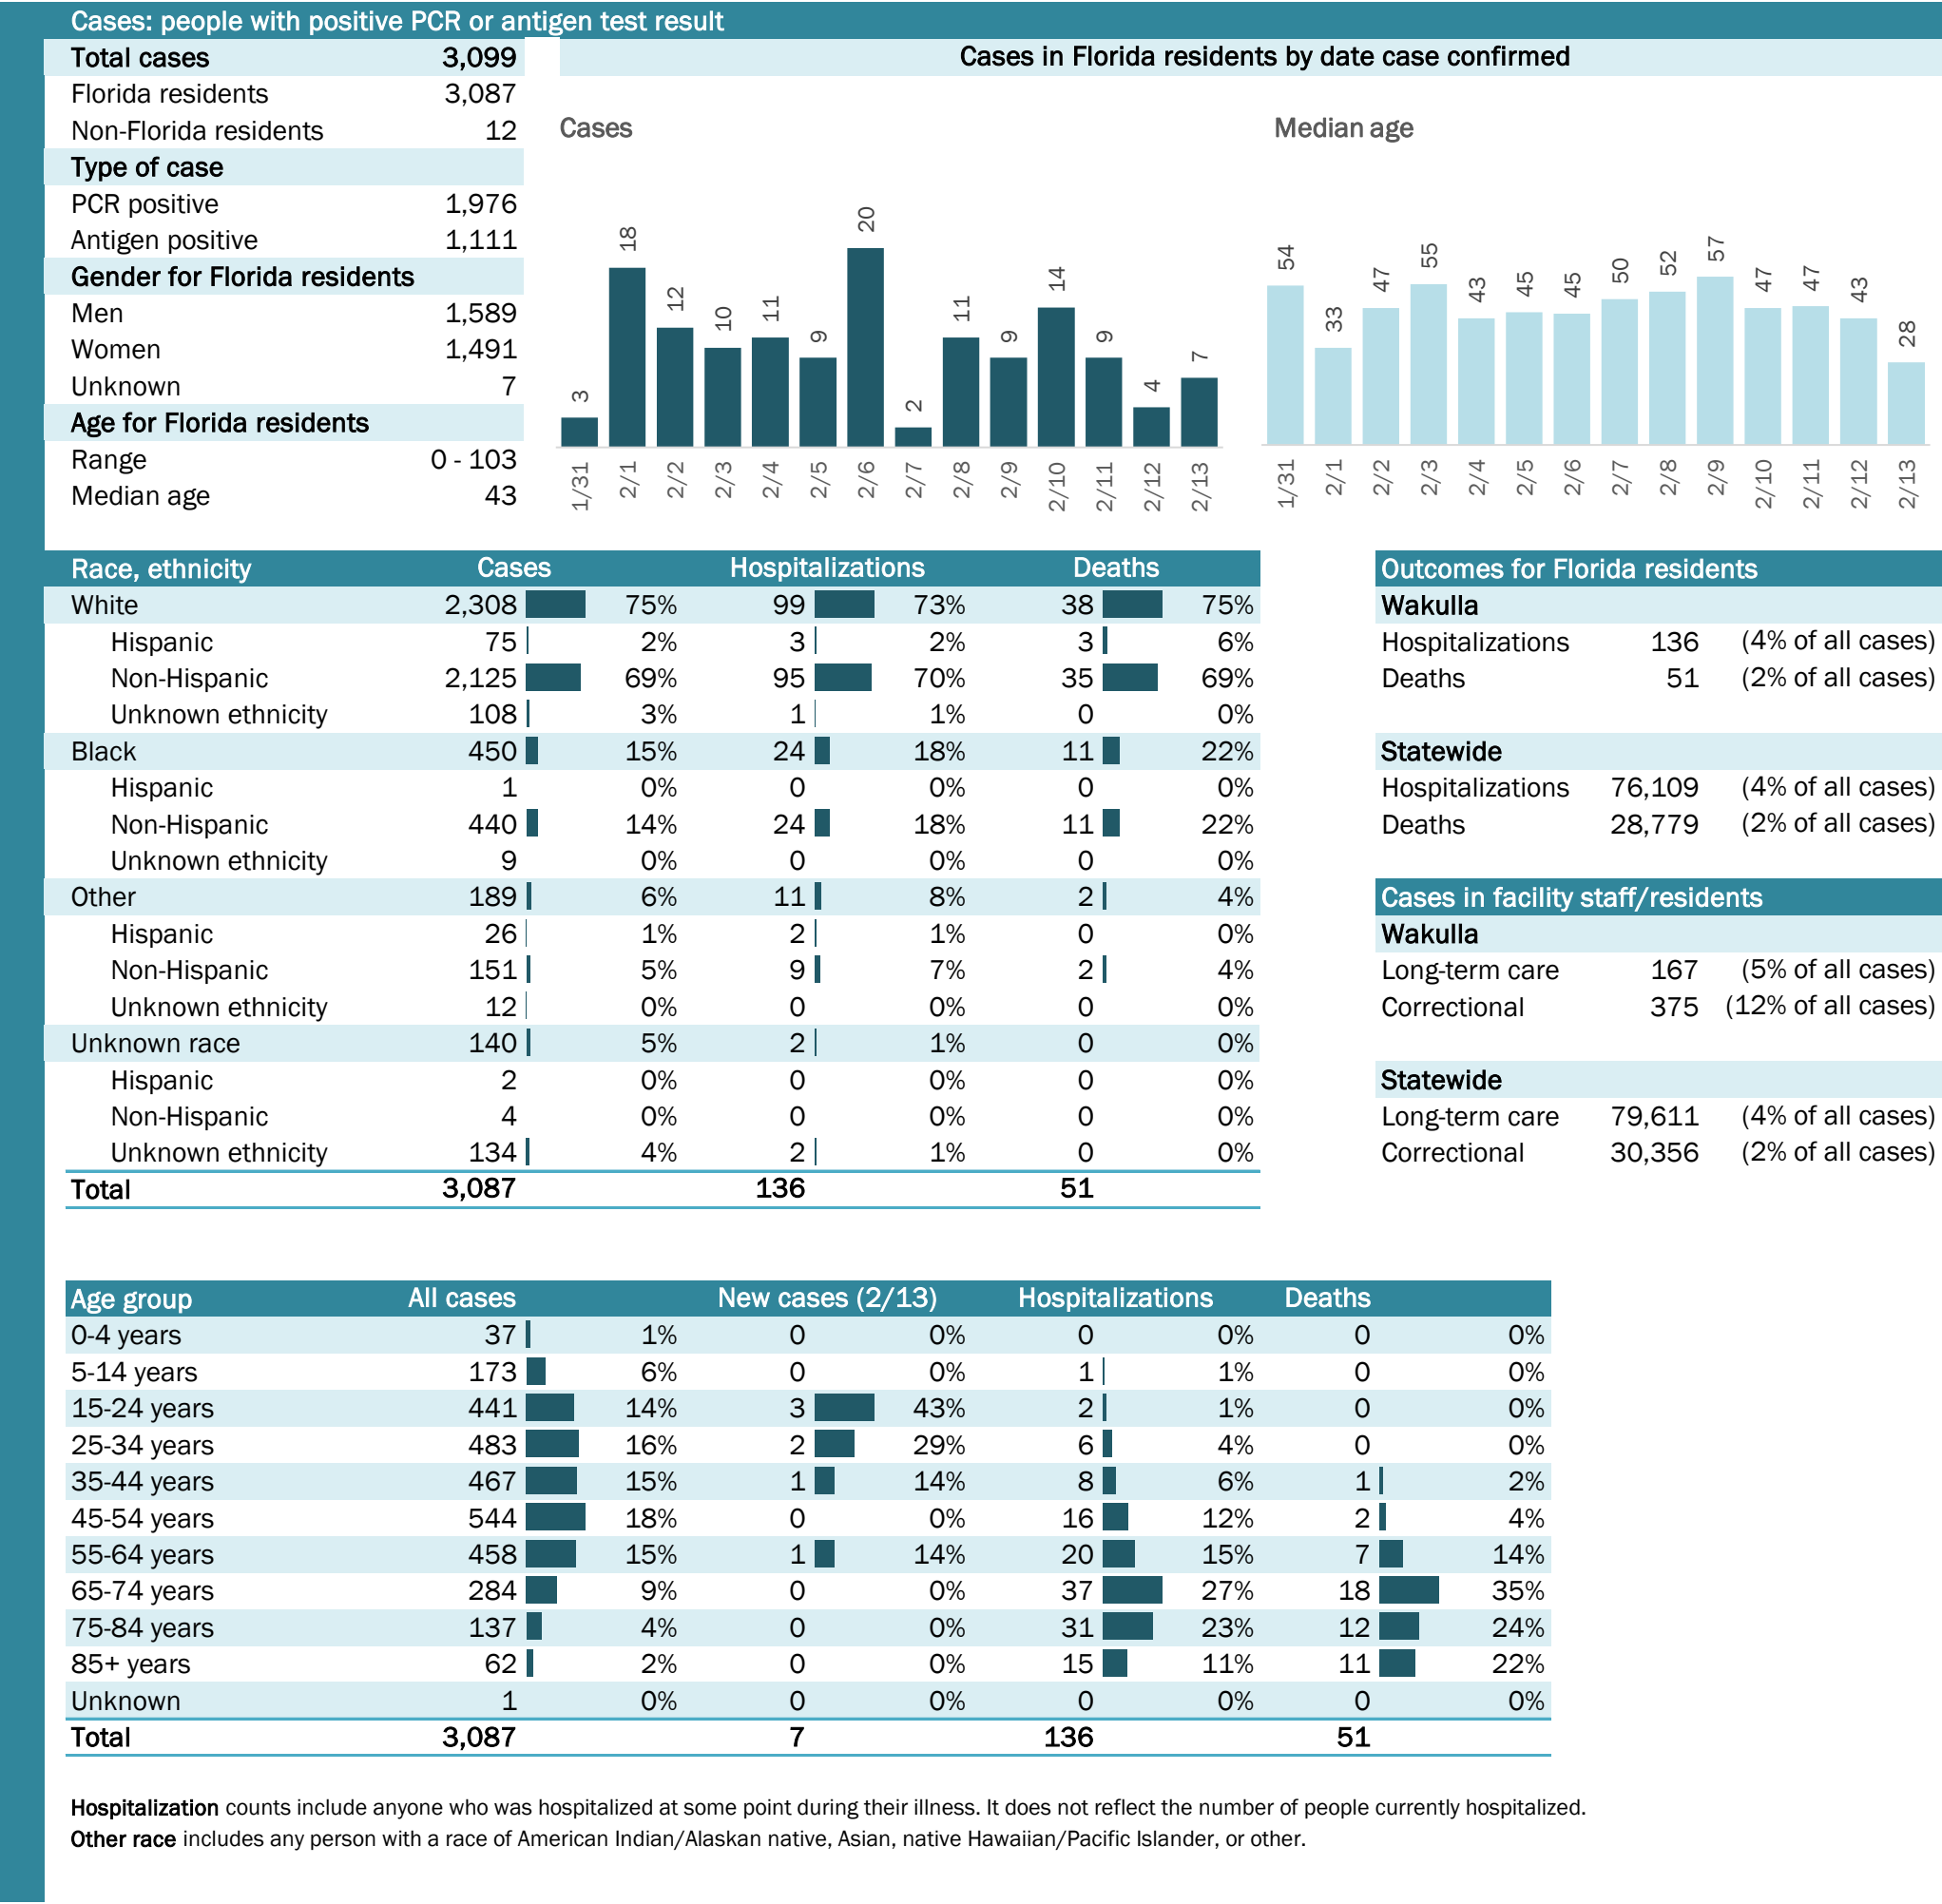 Cases: people with positive PCR or antigen test result
Total cases 3,099
Florida residents 3,087
Non-Florida residents 12
Type of case
PCR positive 1,976
Antigen positive 1,111
Gender for Florida residents
Men 1,589
Women 1,491
Unknown 7
Age for Florida residents
Range 0 - 103
Median age 43
Cases in Florida residents by date case confirmed
Cases
3 18 12 10 11 9 20 2 11 9 14 9 4 7
1/31 2/1 2/2 2/3 2/4 2/5 2/6 2/7 2/8 2/9 2/10 2/11 2/12 2/13
Median age
54 33 47 55 43 45 45 50 52 57 47 47 43 28
1/31 2/1 2/2 2/3 2/4 2/5 2/6 2/7 2/8 2/9 2/10 2/11 2/12 2/13
Race, ethnicity Cases Hospitalizations Deaths
White 2,308 75% 99 73% 38 75%
Hispanic 75 2% 3 2% 3 6%
Non-Hispanic 2,125 69% 95 70% 35 69%
Unknown ethnicity 108 3% 1 1% 0 0%
Black 450 15% 24 18% 11 22%
Hispanic 1 0% 0 0% 0 0%
Non-Hispanic 440 14% 24 18% 11 22%
Unknown ethnicity 9 0% 0 0% 0 0%
Other 189 6% 11 8% 2 4%
Hispanic 26 1% 2 1% 0 0%
Non-Hispanic 151 5% 9 7% 2 4%
Unknown ethnicity 12 0% 0 0% 0 0%
Unknown race 140 5% 2 1% 0 0%
Hispanic 2 0% 0 0% 0 0%
Non-Hispanic 4 0% 0 0% 0 0%
Unknown ethnicity 134 4% 2 1% 0 0%
Total 3,087 136 51
Outcomes for Florida residents
Wakulla
Hospitalizations 136 (4% of all cases)
Deaths 51 (2% of all cases)
Statewide
Hospitalizations 76,109 (4% of all cases)
Deaths 28,779 (2% of all cases)
Cases in facility staff/residents
Wakulla
Long-term care 167 (5% of all cases)
Correctional 375 (12% of all cases)
Statewide
Long-term care 79,611 (4% of all cases)
Correctional 30,356 (2% of all cases)
Age group All cases New cases (2/13) Hospitalizations Deaths
0-4 years 37 1% 0 0% 0 0% 0 0%
5-14 years 173 6% 0 0% 1 1% 0 0%
15-24 years 441 14% 3 43% 2 1% 0 0%
25-34 years 483 16% 2 29% 6 4% 0 0%
35-44 years 467 15% 1 14% 8 6% 1 2%
45-54 years 544 18% 0 0% 16 12% 2 4%
55-64 years 458 15% 1 14% 20 15% 7 14%
65-74 years 284 9% 0 0% 37 27% 18 35%
75-84 years 137 4% 0 0% 31 23% 12 24%
85+ years 62 2% 0 0% 15 11% 11 22%
Unknown 1 0% 0 0% 0 0% 0 0%
Total 3,087 7 136 51
Hospitalization counts include anyone who was hospitalized at some point during their illness. It does not reflect the number of people currently hospitalized.
Other race includes any person with a race of American Indian/Alaskan native, Asian, native Hawaiian/Pacific Islander, or other.